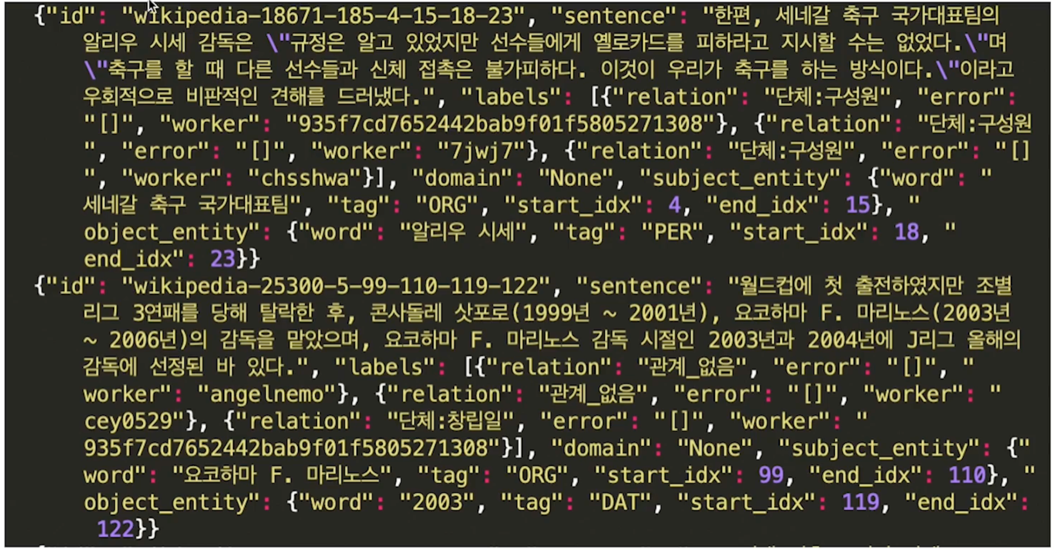 {"id": "wikipedia-18671-185-4-15-18-23", "sentence": "한편, 세네갈 축구 국가대표팀의
알리우 시세 감독은 \"규정은 알고 있었지만 선수들에게 옐로카드를 피하라고 지시할 수는 없었다.\"며
\"축구를 할 때 다른 선수들과 신체 접촉은 불가피하다. 이것이 우리가 축구를 하는 방식이다.\"이라고
우회적으로 비판적인 견해를 드러냈다.", "labels": [{"relation": "단체:구성원", "error":
"[]", "worker": "935f7cd7652442bab9f01f5805271308"}, {"relation": "단체:구성원
", "error": "[]", "worker": "7jwj7"}, {"relation": "단체:구성원", "error": "[]
", "worker": "chsshwa"}], "domain": "None", "subject_entity": {"word": "
세네갈 축구 국가대표팀", "tag": "ORG", "start_idx": 4, "end_idx": 15}, "
object_entity": {"word": "알리우 시세", "tag": "PER", "start_idx": 18, "
end_idx": 23}}
{"id": "wikipedia-25300-5-99-110-119-122", "sentence": "월드컵에 첫 출전하였지만 조별
리그 3연패를 당해 탈락한 후, 콘사돌레 삿포로(1999년 ~ 2001년), 요코하마 F. 마리노스(2003년
~ 2006년)의 감독을 맡았으며, 요코하마 F. 마리노스 감독 시절인 2003년과 2004년에 J리그 올해의
감독에 선정된 바 있다.", "labels": [{"relation": "관계_없음", "error": "[]", "
worker": "angelnemo"}, {"relation": "관계_없음", "error": "[]", "worker": "
cey0529"}, {"relation": "단체:창립일", "error": "[]", "worker": "
935f7cd7652442bab9f01f5805271308"}], "domain": "None", "subject_entity": {"
word": "요코하마 F. 마리노스", "tag": "ORG", "start_idx": 99, "end_idx": 110}, "
object_entity": {"word": "2003", "tag": "DAT", "start_idx": 119, "end_idx":
122}}